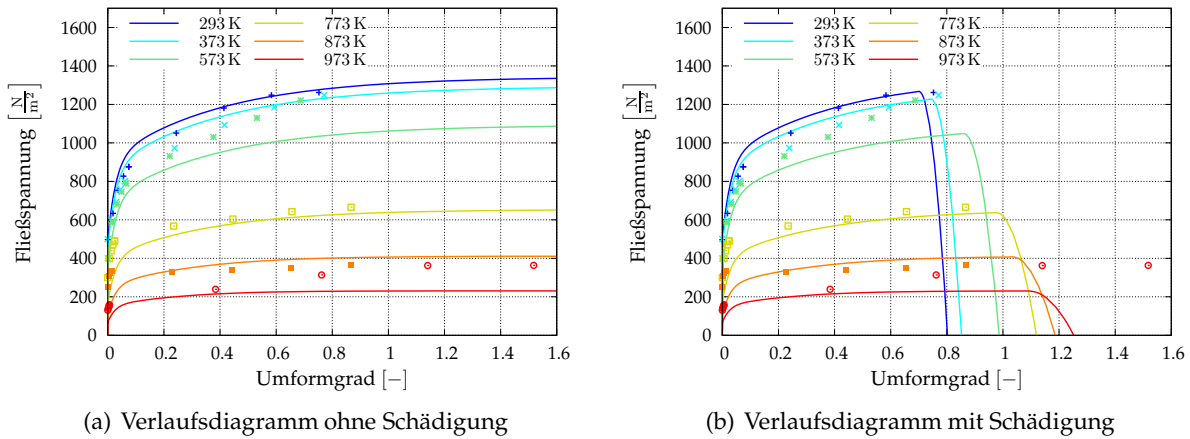 Fließspannung [N/m²]
1400
1200
1000
800
600
400
200
0
293 K
373 K
573 K
773 K
873 K
973 K
0 0.2 0.4 0.6 0.8 1 1.2 1.4 1.6
Umformgrad [−]
(a) Verlaufsdiagramm ohne Schädigung
Fließspannung [N/m²]
1400
1200
1000
800
600
400
200
0
293 K
373 K
573 K
773 K
873 K
973 K
0 0.2 0.4 0.6 0.8 1 1.2 1.4 1.6
Umformgrad [−]
(b) Verlaufsdiagramm mit Schädigung